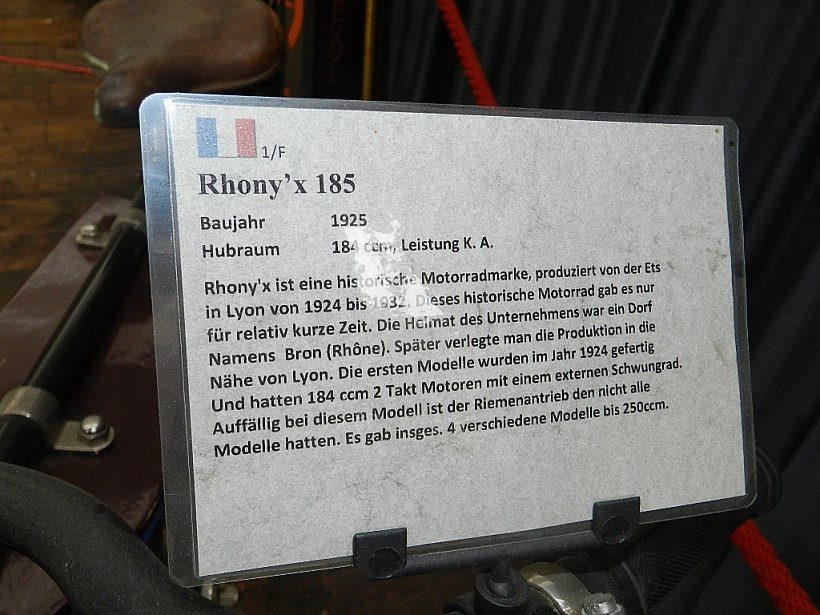 1/F
Rhony'x 185
Baujahr 1925
Hubraum 184 ccm, Leistung K. A.
Rhony'x ist eine historische Motorradmarke, produziert von der Ets
in Lyon von 1924 bis 1932. Dieses historische Motorrad gab es nur
für relativ kurze Zeit. Die Heimat des Unternehmens war ein Dorf
Namens Bron (Rhône). Später verlegte man die Produktion in die
Nähe von Lyon. Die ersten Modelle wurden im Jahr 1924 gefertig
Und hatten 184 ccm 2 Takt Motoren mit einem externen Schwungrad.
Auffällig bei diesem Modell ist der Riemenantrieb den nicht alle
Modelle hatten. Es gab insges. 4 verschiedene Modelle bis 250ccm.